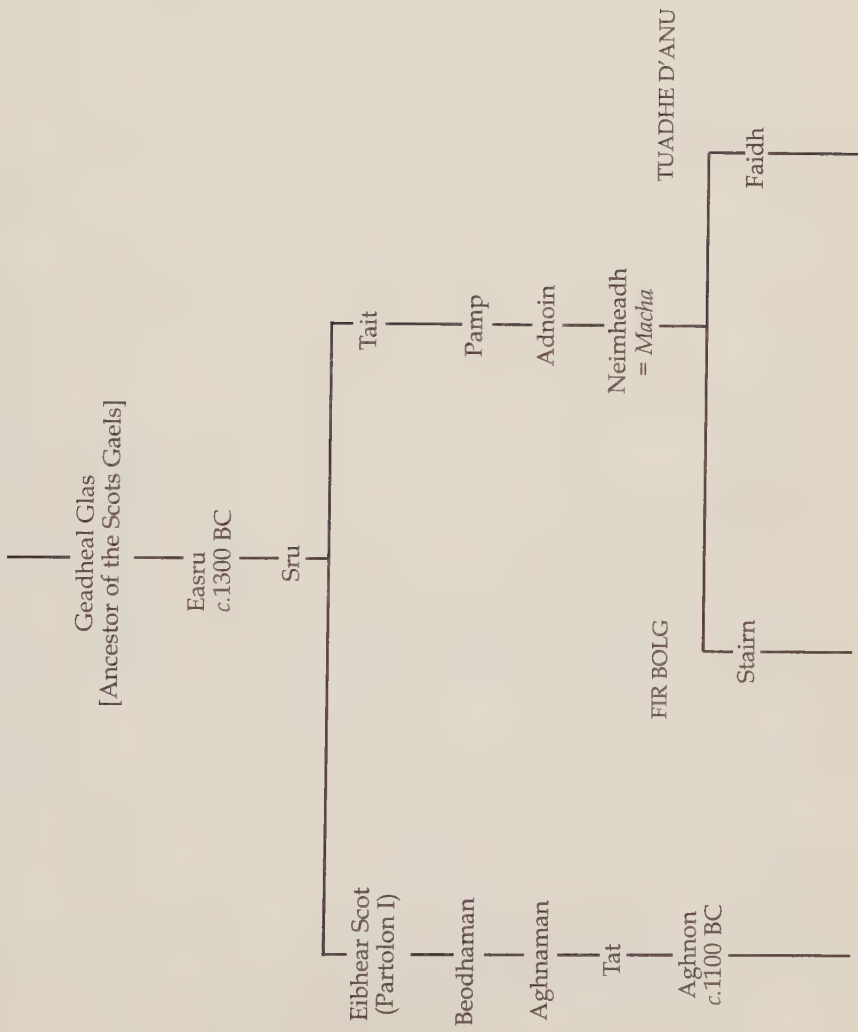 Geadheal Glas
[Ancestor of the Scots Gaels]
Easru
c.1300 BC
Sru
Eibhear Scot
(Partolon I)
Tait
Beodhaman
Pamp
Aghnaman
Adnoin
Tat
Neimheadh
= Macha
Aghnon
c.1100 BC
FIR BOLG
TUADHE D'ANU
Stairn
Faidh